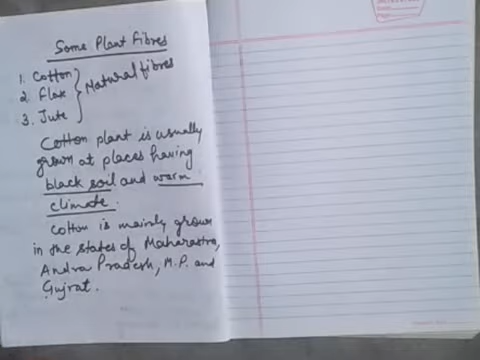 Some Plant Fibres
1. Cotton
2. Flax
3. Jute
} Natural fibres
Cotton plant is usually
grown at places having
black soil and warm
climate.
Cotton is mainly grown
in the states of Maharastra,
Andra Pradesh, M.P. and
Gujrat.